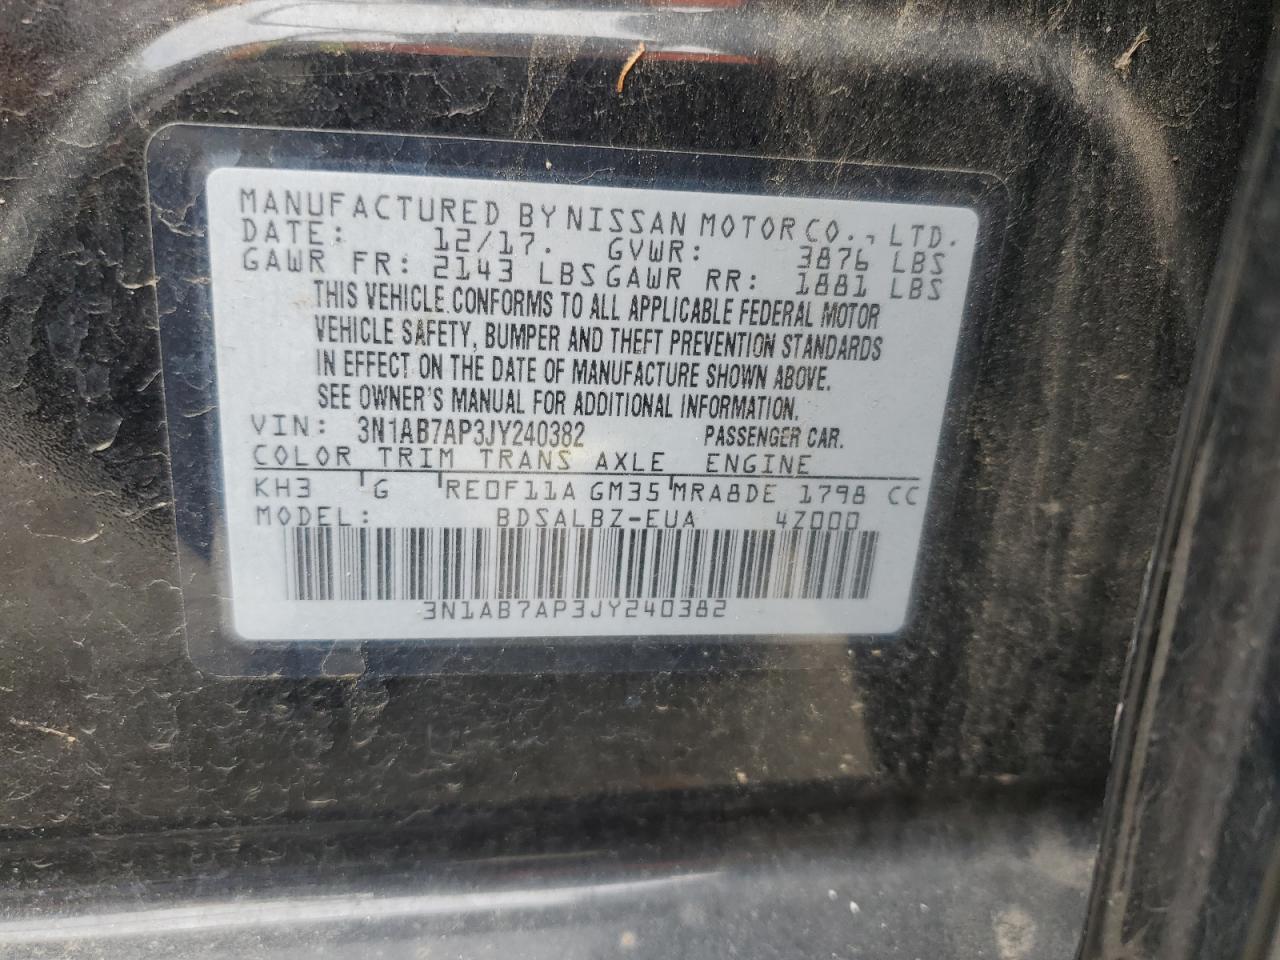 MANUFACTURED BY NISSAN MOTOR CO., LTD.
DATE: 12/17. GVWR: 3876 LBS
GAWR FR: 2143 LBS GAWR RR: 1881 LBS
THIS VEHICLE CONFORMS TO ALL APPLICABLE FEDERAL MOTOR
VEHICLE SAFETY, BUMPER AND THEFT PREVENTION STANDARDS
IN EFFECT ON THE DATE OF MANUFACTURE SHOWN ABOVE.
SEE OWNER'S MANUAL FOR ADDITIONAL INFORMATION.
VIN: 3N1AB7AP3JY240382 PASSENGER CAR.
COLOR TRIM TRANS AXLE ENGINE
KH3 G RE0F11A GM35 MRA8DE 1798 CC
MODEL: BDSALBZ-EUA 4Z000
3N1AB7AP3JY240382